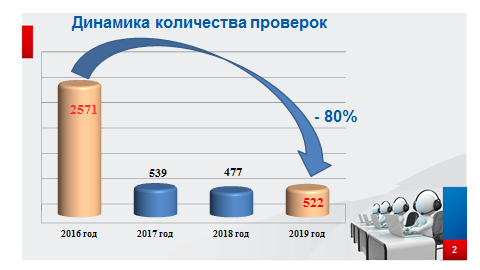 Динамика количества проверок
2571
- 80%
539
477
522
2016 год
2017 год
2018 год
2019 год
2